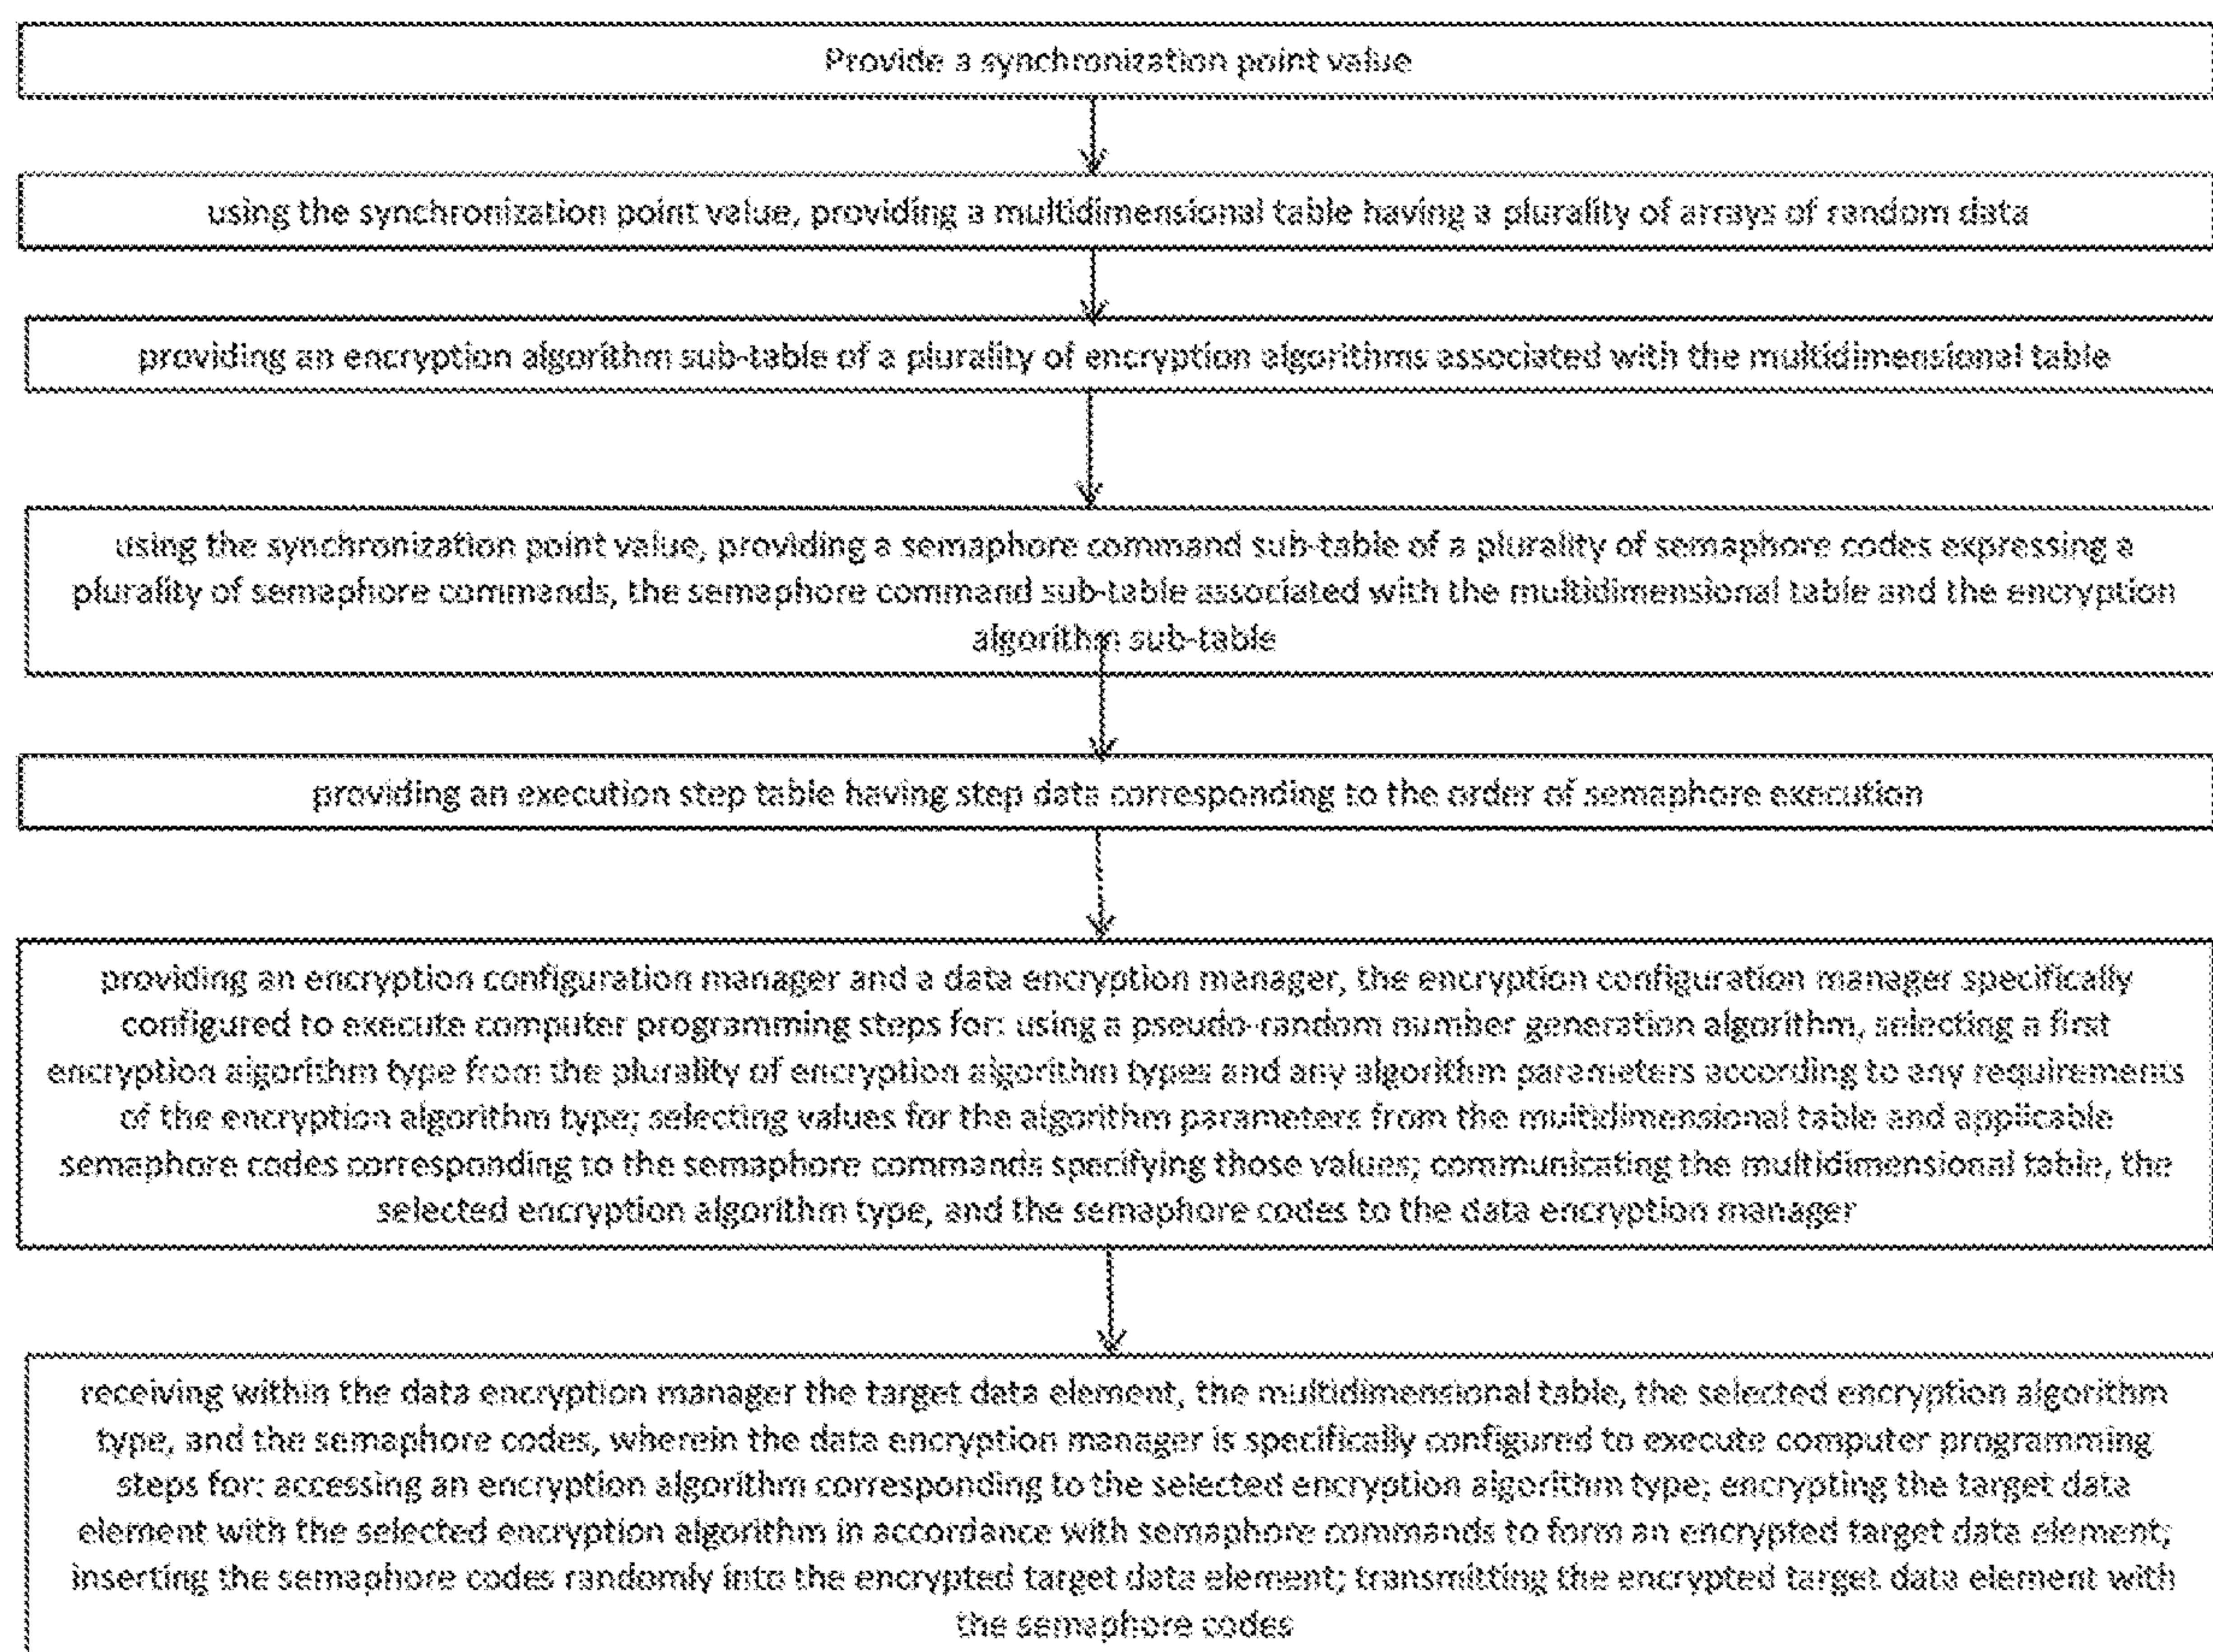 Provide a synchronization point value
using the synchronization point value, providing a multidimensional table having a plurality of arrays of random data
providing an encryption algorithm sub-table of a plurality of encryption algorithms associated with the multidimensional table
using the synchronization point value, providing a semaphore command sub-table of a plurality of semaphore codes expressing a
plurality of semaphore commands, the semaphore command sub-table associated with the multidimensional table and the encryption
algorithm sub-table
providing an execution step table having step data corresponding to the order of semaphore execution
providing an encryption configuration manager and a data encryption manager, the encryption configuration manager specifically
configured to execute computer programming steps for: using a pseudo-random number generation algorithm, selecting a first
encryption algorithm type from the plurality of encryption algorithm types and any algorithm parameters according to any requirements
of the encryption algorithm type; selecting values for the algorithm parameters from the multidimensional table and applicable
semaphore codes corresponding to the semaphore commands specifying those values; communicating the multidimensional table, the
selected encryption algorithm type, and the semaphore codes to the data encryption manager
receiving within the data encryption manager the target data element, the multidimensional table, the selected encryption algorithm
type, and the semaphore codes, wherein the data encryption manager is specifically configured to execute computer programming
steps for: accessing an encryption algorithm corresponding to the selected encryption algorithm type; encrypting the target data
element with the selected encryption algorithm in accordance with semaphore commands to form an encrypted target data element;
inserting the semaphore codes randomly into the encrypted target data element; transmitting the encrypted target data element with
the semaphore codes